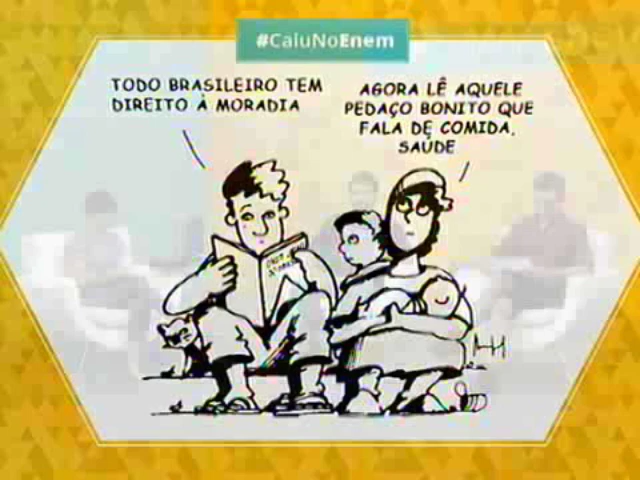 #CaiuNoEnem
TODO BRASILEIRO TEM
DIREITO À MORADIA
AGORA LÊ AQUELE
PEDAÇO BONITO QUE
FALA DE COMIDA,
SAÚDE